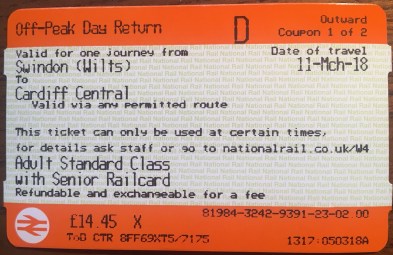 Off-Peak Day Return
D
Outward
Coupon 1 of 2
Valid for one journey from
Date of travel
Swindon (Wilts)
11-Mch-18
To
Cardiff Central
Valid via any permitted route
This ticket can only be used at certain times,
for details ask staff or go to nationalrail.co.uk/W4
Adult Standard Class
with Senior Railcard
Refundable and exchangeable for a fee
81984-3242-9391-23-02 00
£14.45 X
ToD CTR 8FF69XTS/7175
1317:050318A